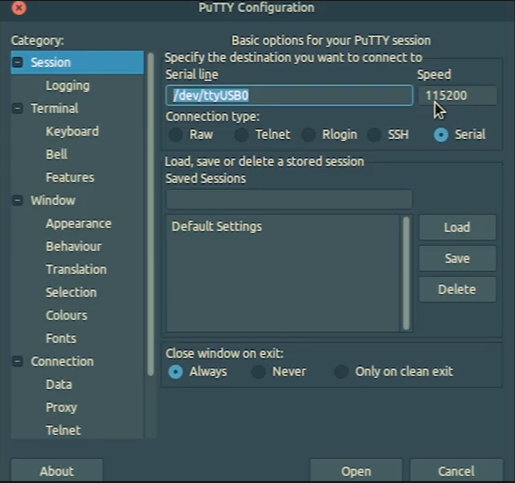 PuTTY Configuration
Category:
Session
Logging
Terminal
Keyboard
Bell
Features
Window
Appearance
Behaviour
Translation
Selection
Colours
Fonts
Connection
Data
Proxy
Telnet
Basic options for your PuTTY session
Specify the destination you want to connect to
Serial line Speed
/dev/ttyUSB0 115200
Connection type:
Raw Telnet Rlogin SSH Serial
Load, save or delete a stored session
Saved Sessions
Default Settings
Load
Save
Delete
Close window on exit:
Always Never Only on clean exit
About Open Cancel